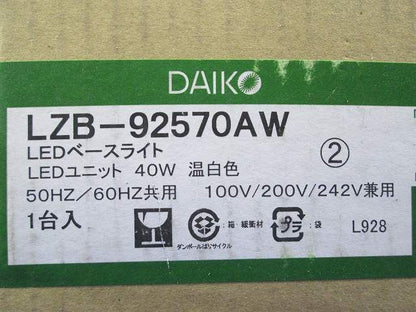 DAIKO
LZB-92570AW
LEDベースライト
②
LEDユニット 40W 温白色
50HZ/60HZ共用 100V/200V/242V兼用
1台入
:箱・緩衝材
プラ
:袋
L928
ダンボールはリサイクル